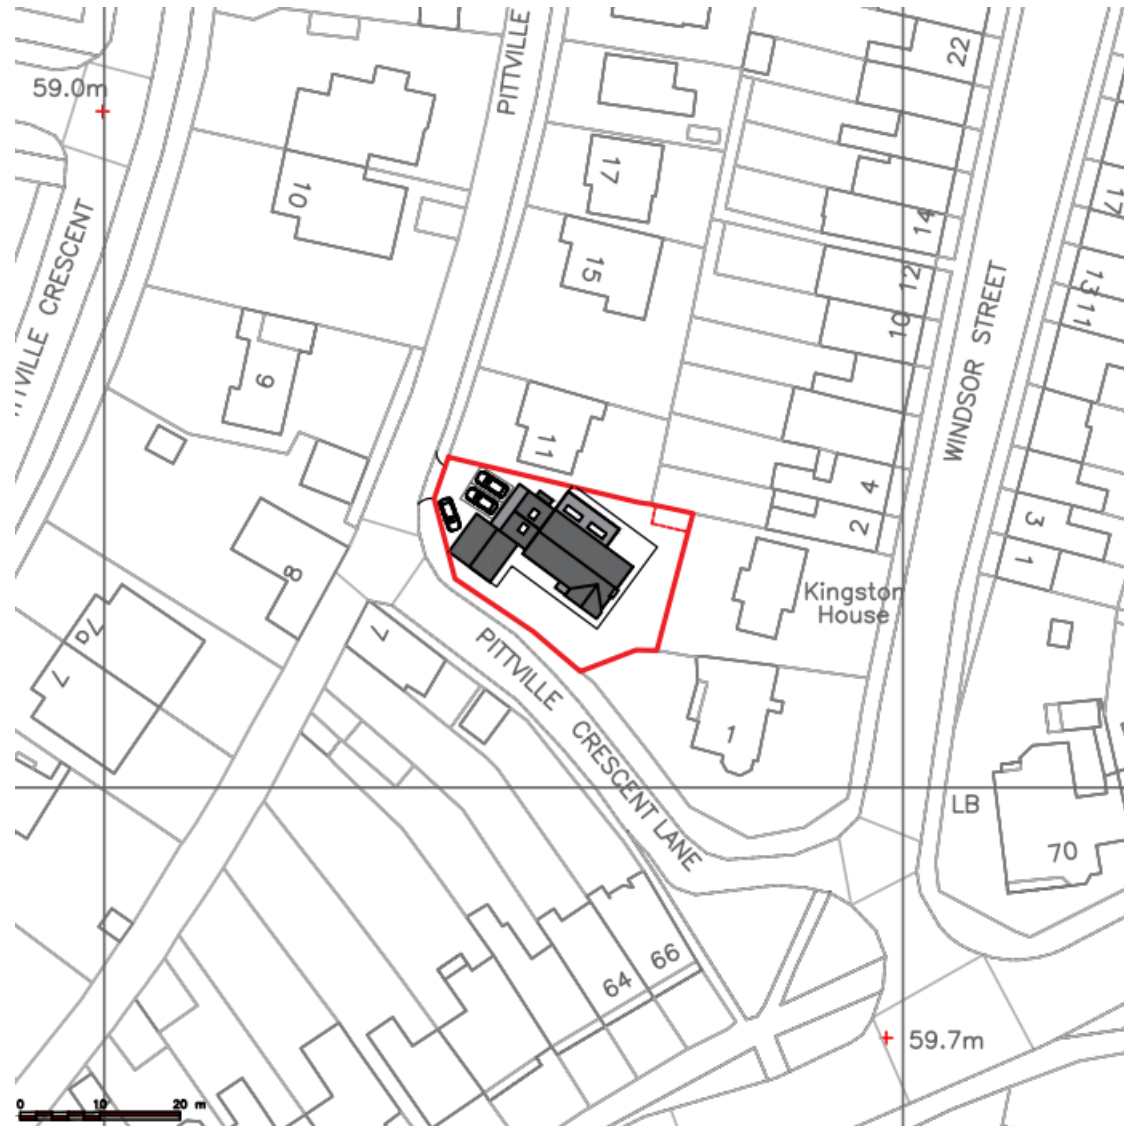 PITTVILLE
22
59.0m
17
10
17
14
PITTVILLE CRESCENT
15
12
13
11
10
WINDSOR STREET
9
11
4
2
3
1
8
Kingston
House
7
7a
7
PITTVILLE CRESCENT LANE
1
LB
70
66
64
59.7m
0 10 20 m